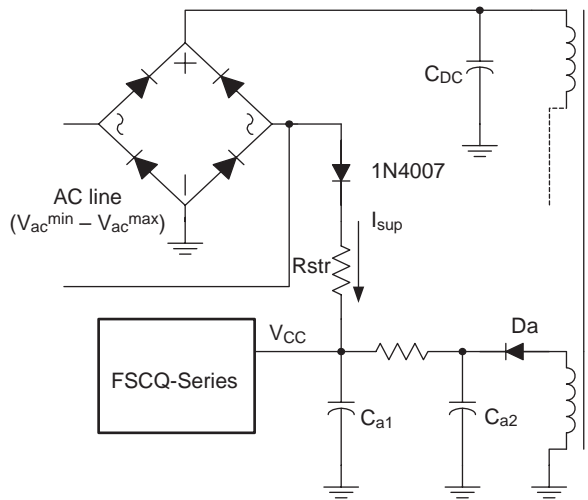 C_DC
1N4007
AC line
(V_ac^min – V_ac^max)
I_sup
Rstr
V_CC
Da
FSCQ-Series
C_a1
C_a2